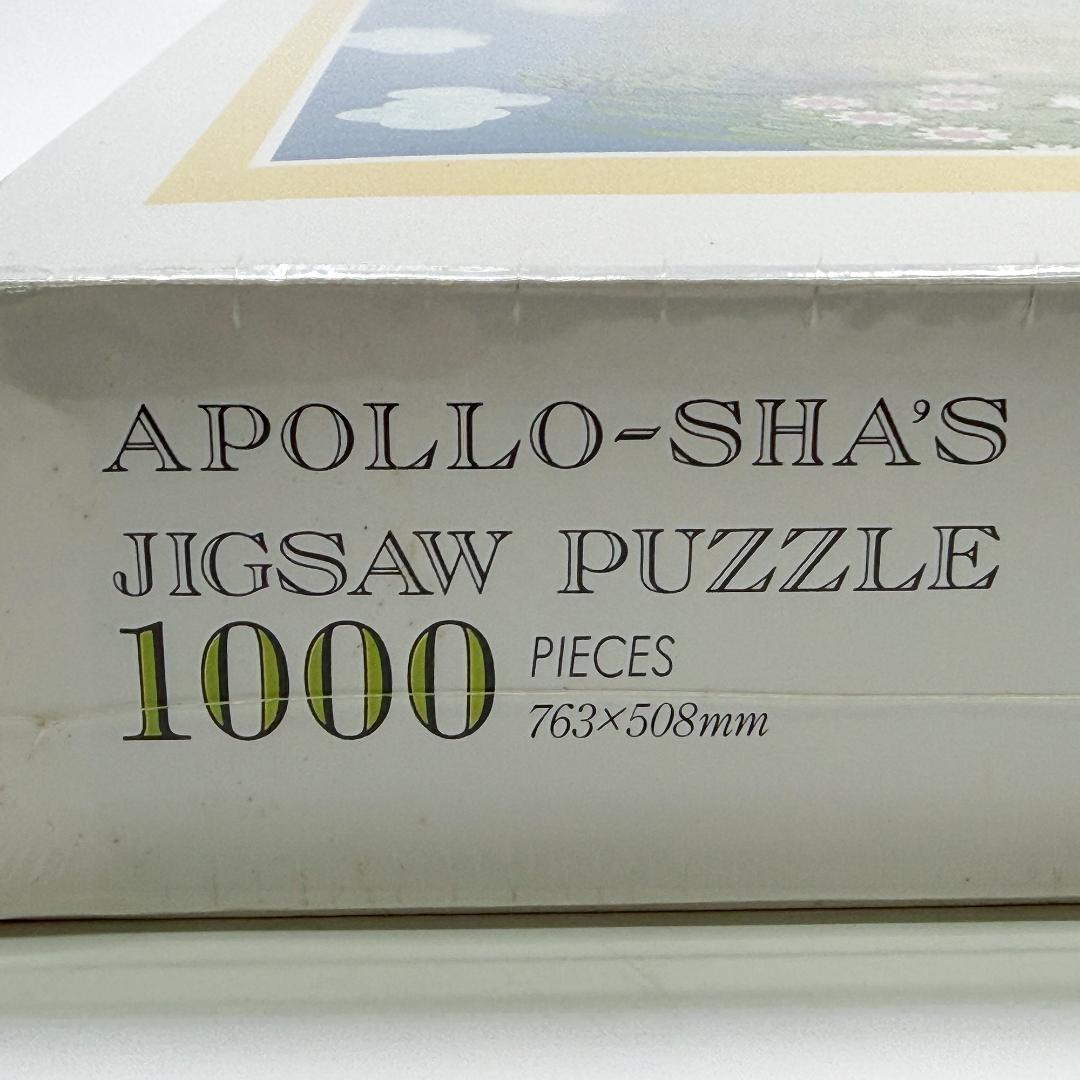 APOLLO-SHA'S
JIGSAW PUZZLE
1000 PIECES
763×508mm